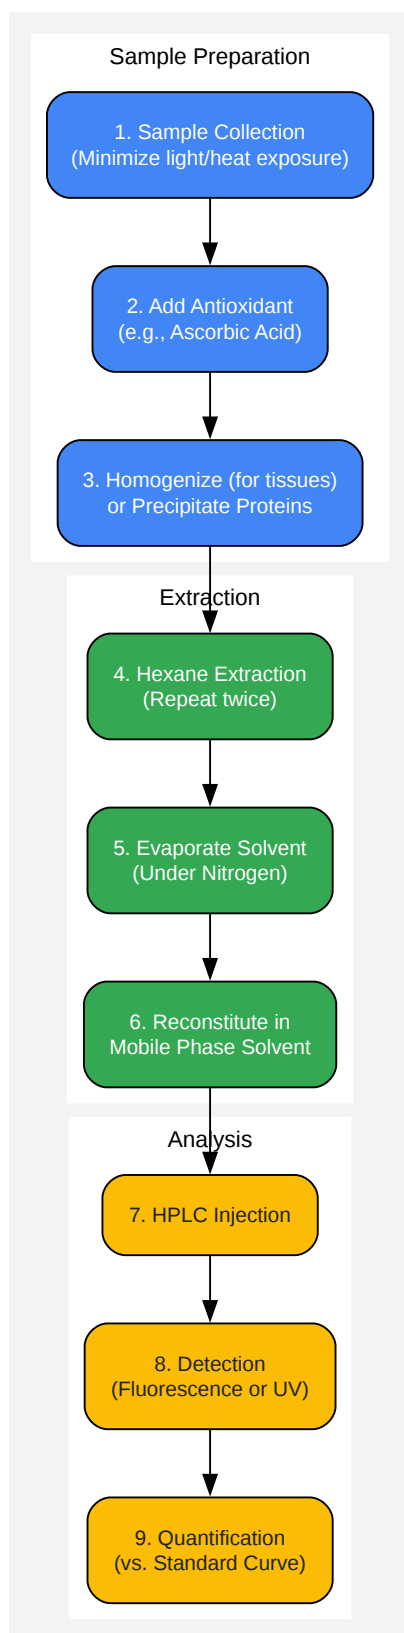 Sample Preparation
1. Sample Collection
(Minimize light/heat exposure)
2. Add Antioxidant
(e.g., Ascorbic Acid)
3. Homogenize (for tissues)
or Precipitate Proteins
Extraction
4. Hexane Extraction
(Repeat twice)
5. Evaporate Solvent
(Under Nitrogen)
6. Reconstitute in
Mobile Phase Solvent
Analysis
7. HPLC Injection
8. Detection
(Fluorescence or UV)
9. Quantification
(vs. Standard Curve)